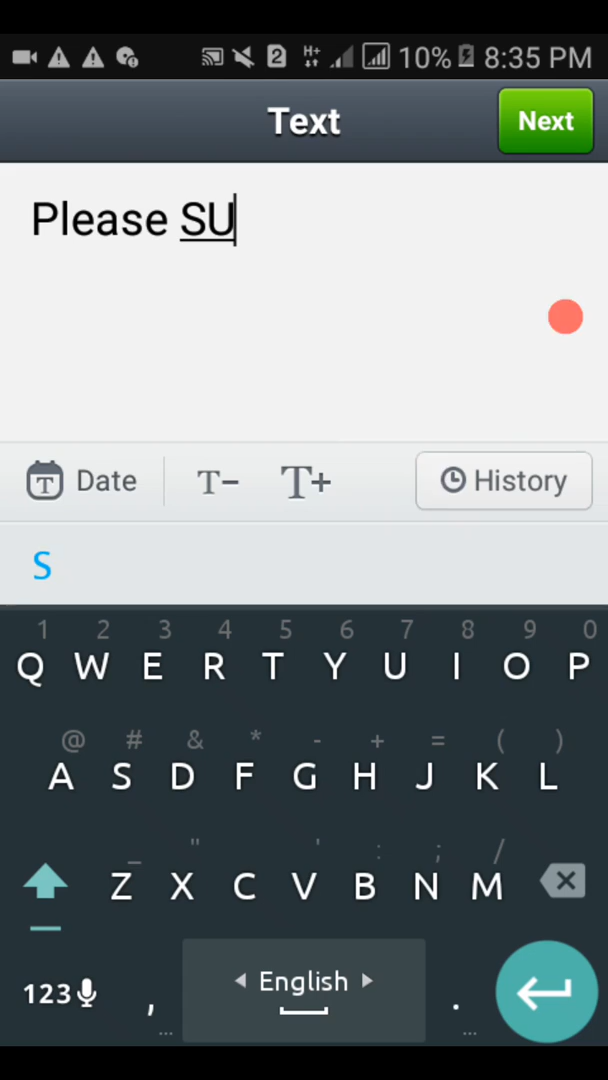 2 H+ 10% 8:35 PM
Text Next
Please SU
T Date T- T+ History
S
1 2 3 4 5 6 7 8 9 0
Q W E R T Y U I O P
@ # & * - + = ( )
A S D F G H J K L
_ " ' : ; /
Z X C V B N M
123 , English .
... ...